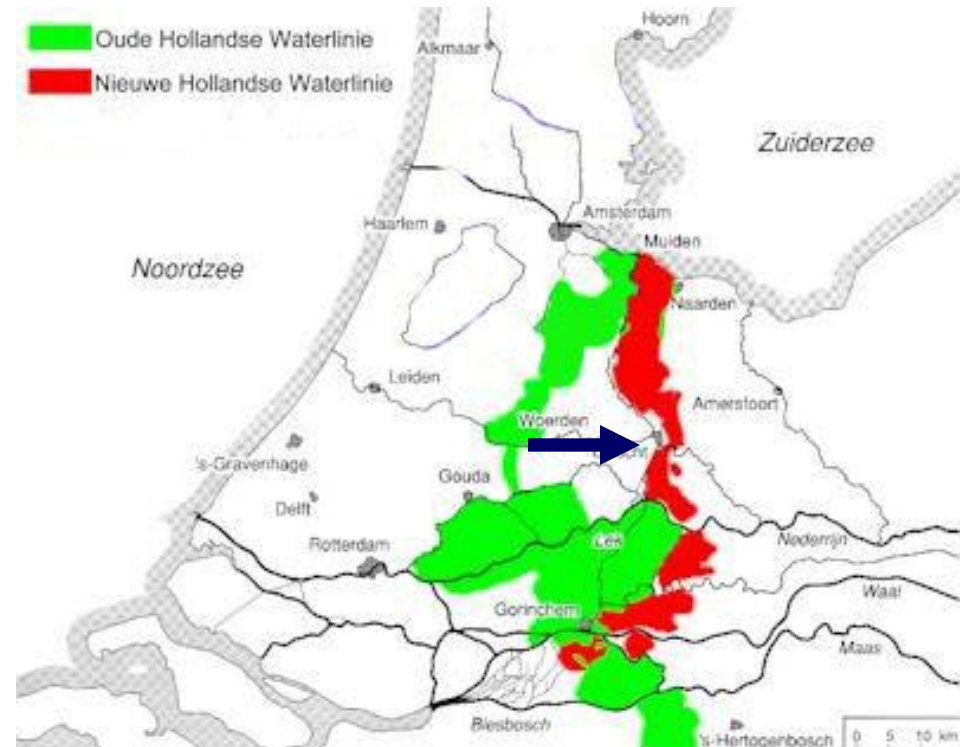 Oude Hollandse Waterlinie
Nieuwe Hollandse Waterlinie
Hoorn
Alkmaar
Zuiderzee
Amsterdam
Haarlem
Muiden
Noordzee
Naarden
Leiden
Amersfoort
Woerden
's-Gravenhage
Gouda
Delft
Rotterdam
Lek
Nederrijn
Waal
Gorinchem
Maas
Biesbosch
's-Hertogenbosch
0 5 10 km